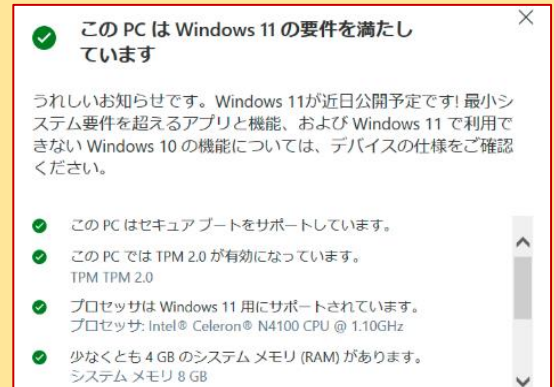 この PC は Windows 11 の要件を満たし
ています
うれしいお知らせです。Windows 11が近日公開予定です! 最小シ
ステム要件を超えるアプリと機能、および Windows 11 で利用で
きない Windows 10 の機能については、デバイスの仕様をご確認
ください。
この PC はセキュア ブートをサポートしています。
この PC では TPM 2.0 が有効になっています。
TPM TPM 2.0
プロセッサは Windows 11 用にサポートされています。
プロセッサ: Intel® Celeron® N4100 CPU @ 1.10GHz
少なくとも 4 GB のシステム メモリ (RAM) があります。
システム メモリ 8 GB